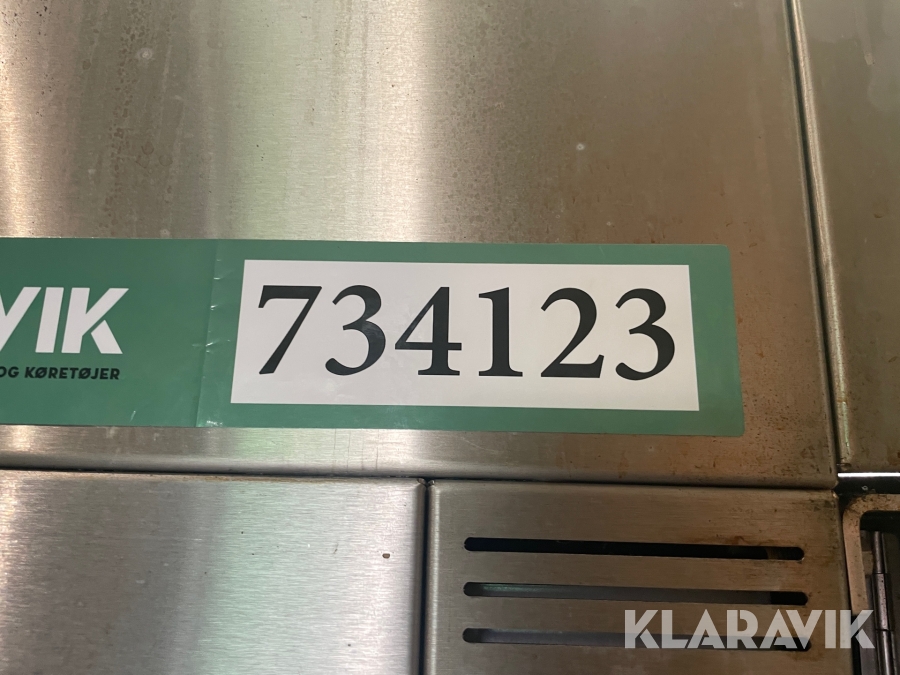 VIK
OG KØRETØJER
734123
KLARAVIK